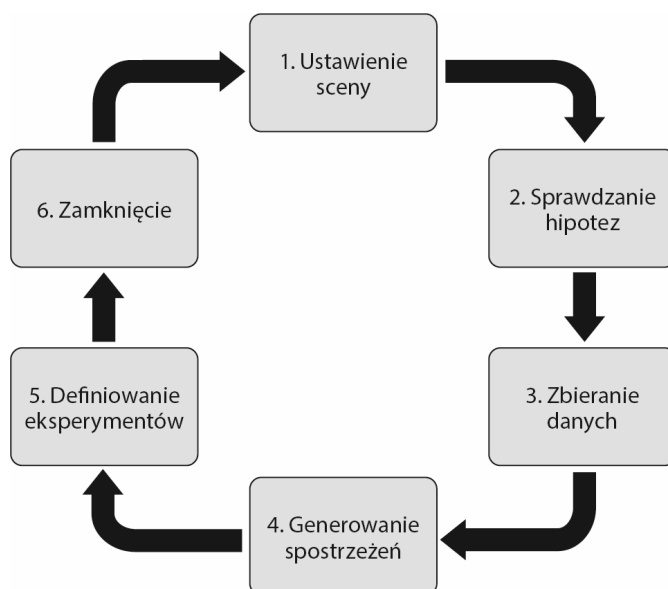 1. Ustawienie
sceny
2. Sprawdzanie
hipotez
3. Zbieranie
danych
4. Generowanie
spostrzeżeń
5. Definiowanie
eksperymentów
6. Zamknięcie